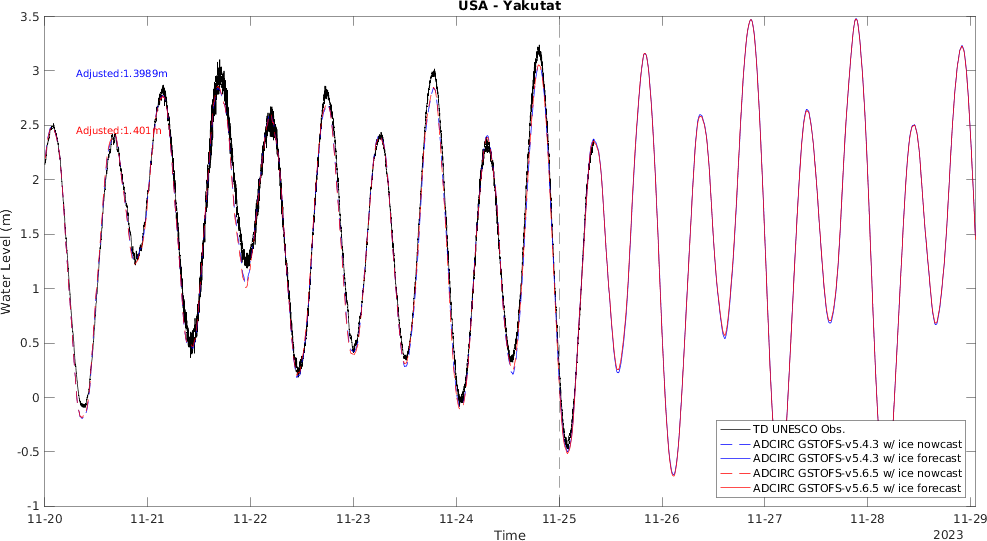 USA - Yakutat
3.5
3
2.5
2
1.5
1
0.5
0
-0.5
-1
Water Level (m)
Adjusted:1.3989m
Adjusted:1.401m
TD UNESCO Obs.
ADCIRC GSTOFS-v5.4.3 w/ ice nowcast
ADCIRC GSTOFS-v5.4.3 w/ ice forecast
ADCIRC GSTOFS-v5.6.5 w/ ice nowcast
ADCIRC GSTOFS-v5.6.5 w/ ice forecast
11-20 11-21 11-22 11-23 11-24 11-25 11-26 11-27 11-28 11-29
Time
2023